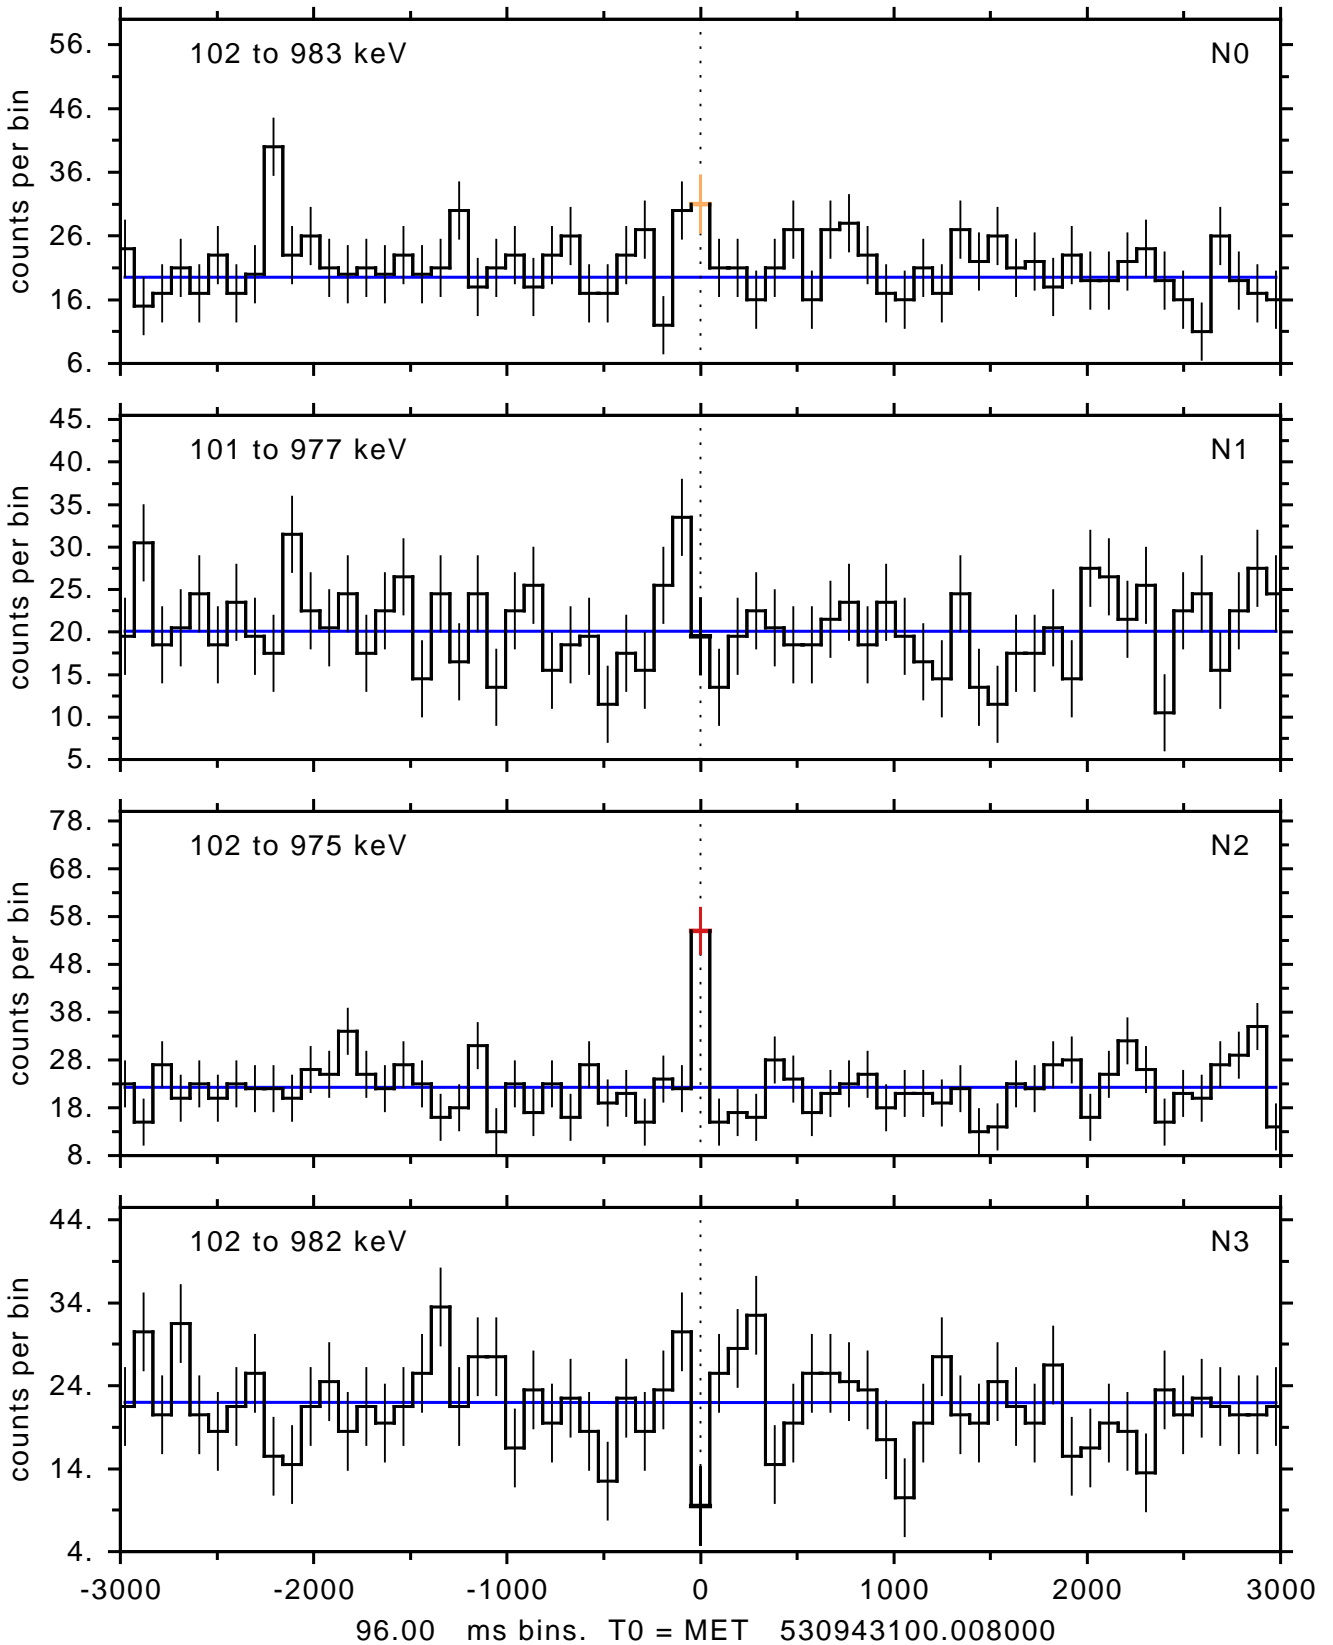 102 to 983 keV N0
56.
46.
36.
26.
16.
6.
counts per bin
101 to 977 keV N1
45.
40.
35.
30.
25.
20.
15.
10.
5.
counts per bin
102 to 975 keV N2
78.
68.
58.
48.
38.
28.
18.
8.
counts per bin
102 to 982 keV N3
44.
34.
24.
14.
4.
counts per bin
-3000 -2000 -1000 0 1000 2000 3000
96.00 ms bins. T0 = MET 530943100.008000